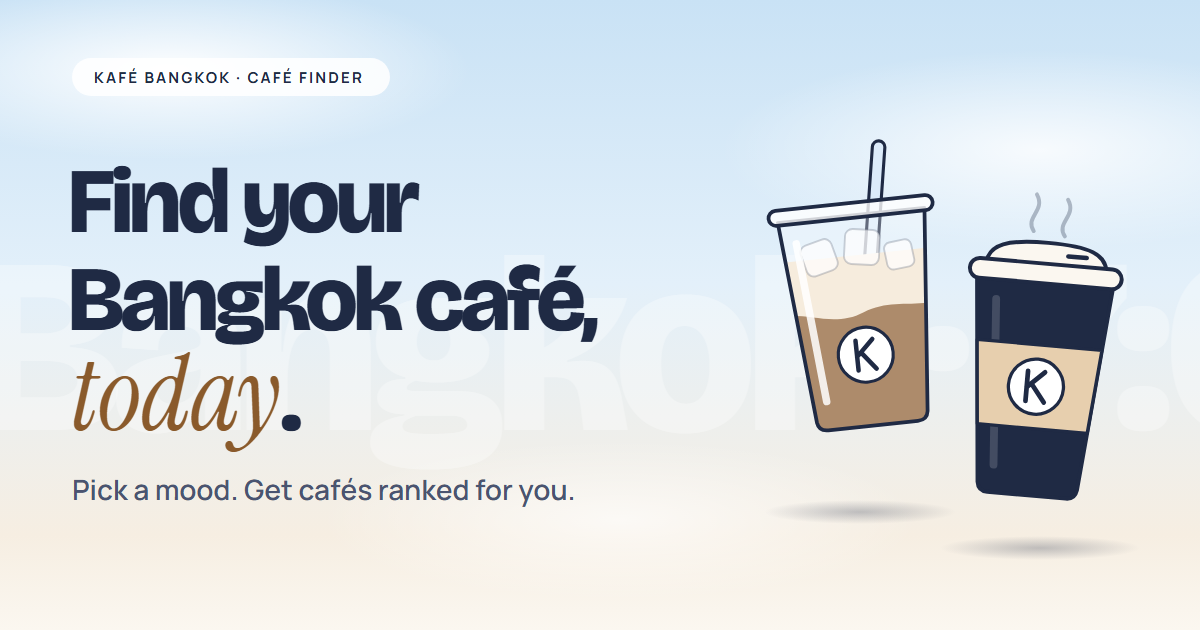 KAFÉ BANGKOK · CAFÉ FINDER
Find your
Bangkok café,
today.
Pick a mood. Get cafés ranked for you.
K
K